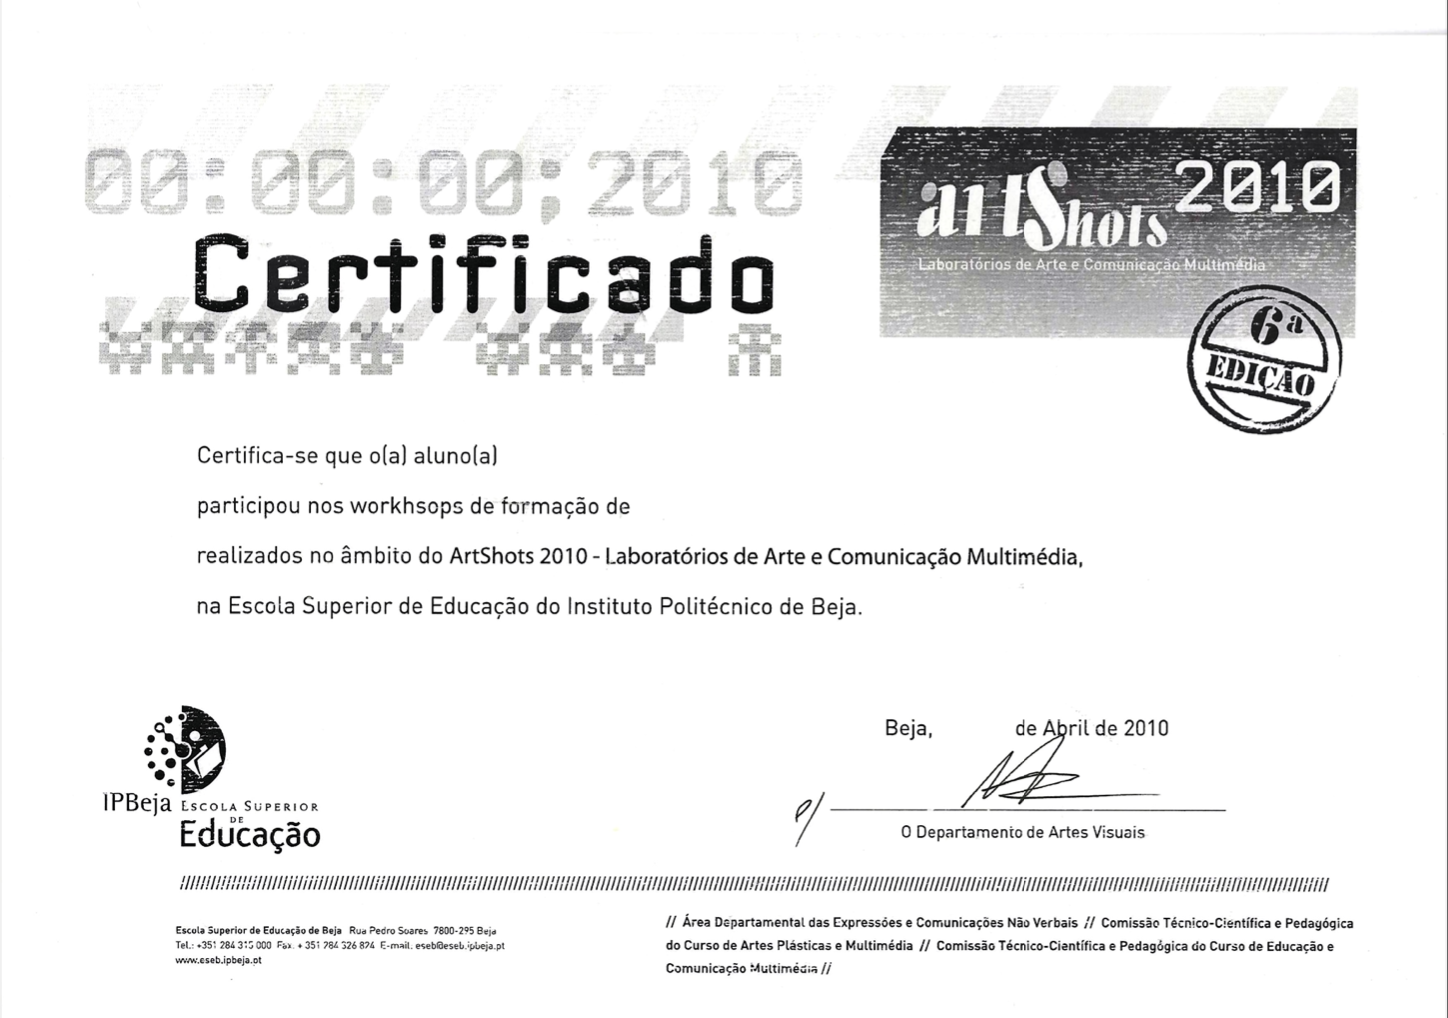 00:00:00;2010
Certificado
artShots 2010
Laboratórios de Arte e Comunicação Multimédia
6ª
EDIÇÃO
Certifica-se que o(a) aluno(a)
participou nos workhsops de formação de
realizados no âmbito do ArtShots 2010 - Laboratórios de Arte e Comunicação Multimédia,
na Escola Superior de Educação do Instituto Politécnico de Beja.
Beja, de Abril de 2010
p/
O Departamento de Artes Visuais
IPBeja ESCOLA SUPERIOR
DE
Educação
Escola Superior de Educação de Beja Rua Pedro Soares 7800-295 Beja
Tel.: +351 284 315 000 Fax. + 351 284 326 824 E-mail. eseb@eseb.ipbeja.pt
www.eseb.ipbeja.pt
// Área Departamental das Expressões e Comunicações Não Verbais // Comissão Técnico-Científica e Pedagógica
do Curso de Artes Plásticas e Multimédia // Comissão Técnico-Científica e Pedagógica do Curso de Educação e
Comunicação Multimédia //